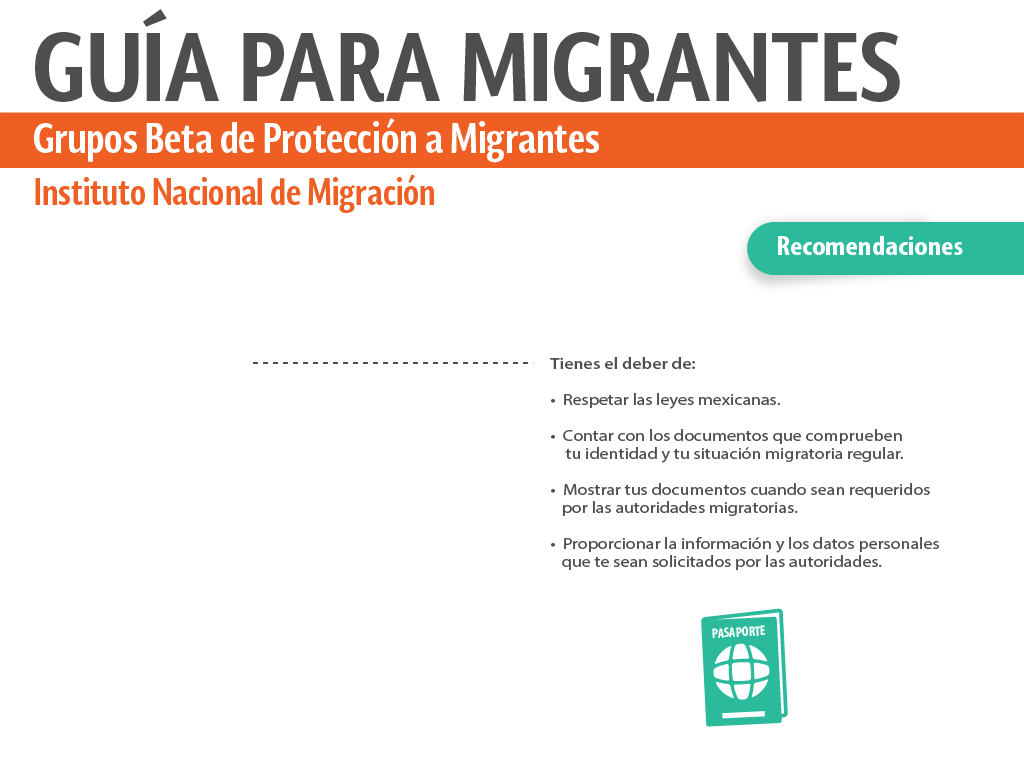 GUÍA PARA MIGRANTES
Grupos Beta de Protección a Migrantes
Instituto Nacional de Migración
Recomendaciones
Tienes el deber de:
• Respetar las leyes mexicanas.
• Contar con los documentos que comprueben
tu identidad y tu situación migratoria regular.
• Mostrar tus documentos cuando sean requeridos
por las autoridades migratorias.
• Proporcionar la información y los datos personales
que te sean solicitados por las autoridades.
PASAPORTE